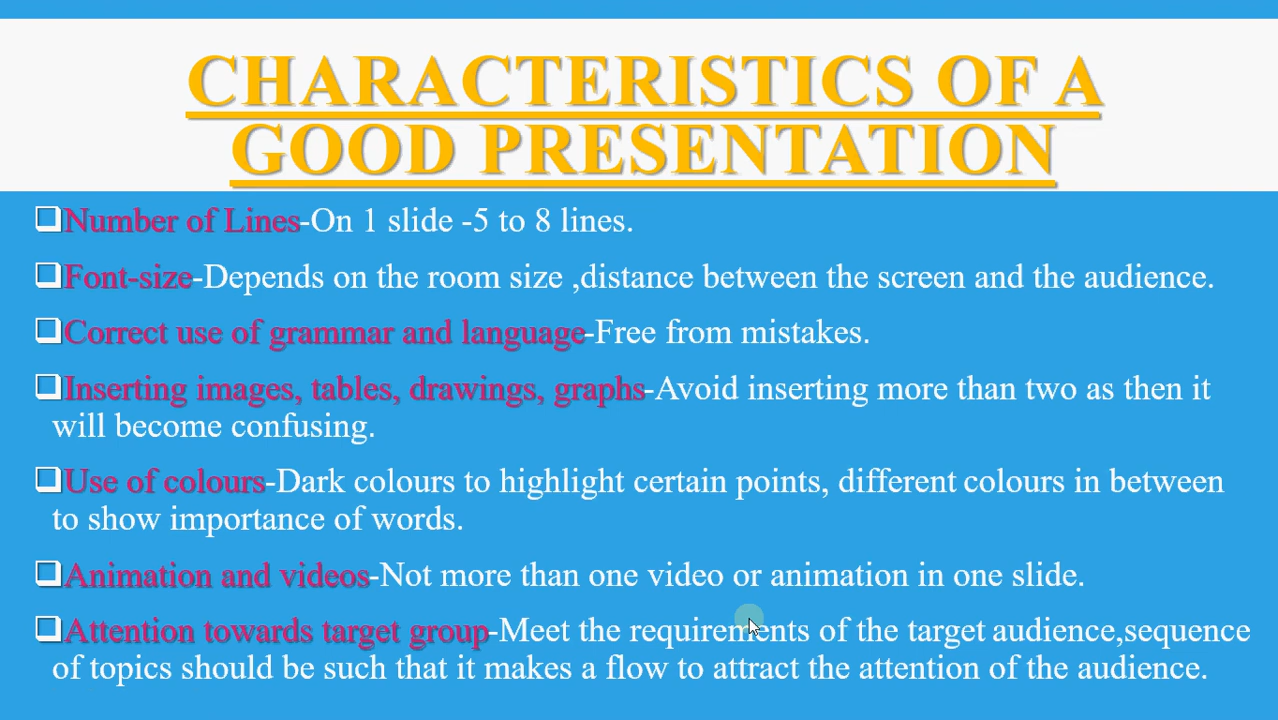 CHARACTERISTICS OF A
GOOD PRESENTATION
❑Number of Lines-On 1 slide -5 to 8 lines.
❑Font-size-Depends on the room size ,distance between the screen and the audience.
❑Correct use of grammar and language-Free from mistakes.
❑Inserting images, tables, drawings, graphs-Avoid inserting more than two as then it
will become confusing.
❑Use of colours-Dark colours to highlight certain points, different colours in between
to show importance of words.
❑Animation and videos-Not more than one video or animation in one slide.
❑Attention towards target group-Meet the requirements of the target audience,sequence
of topics should be such that it makes a flow to attract the attention of the audience.